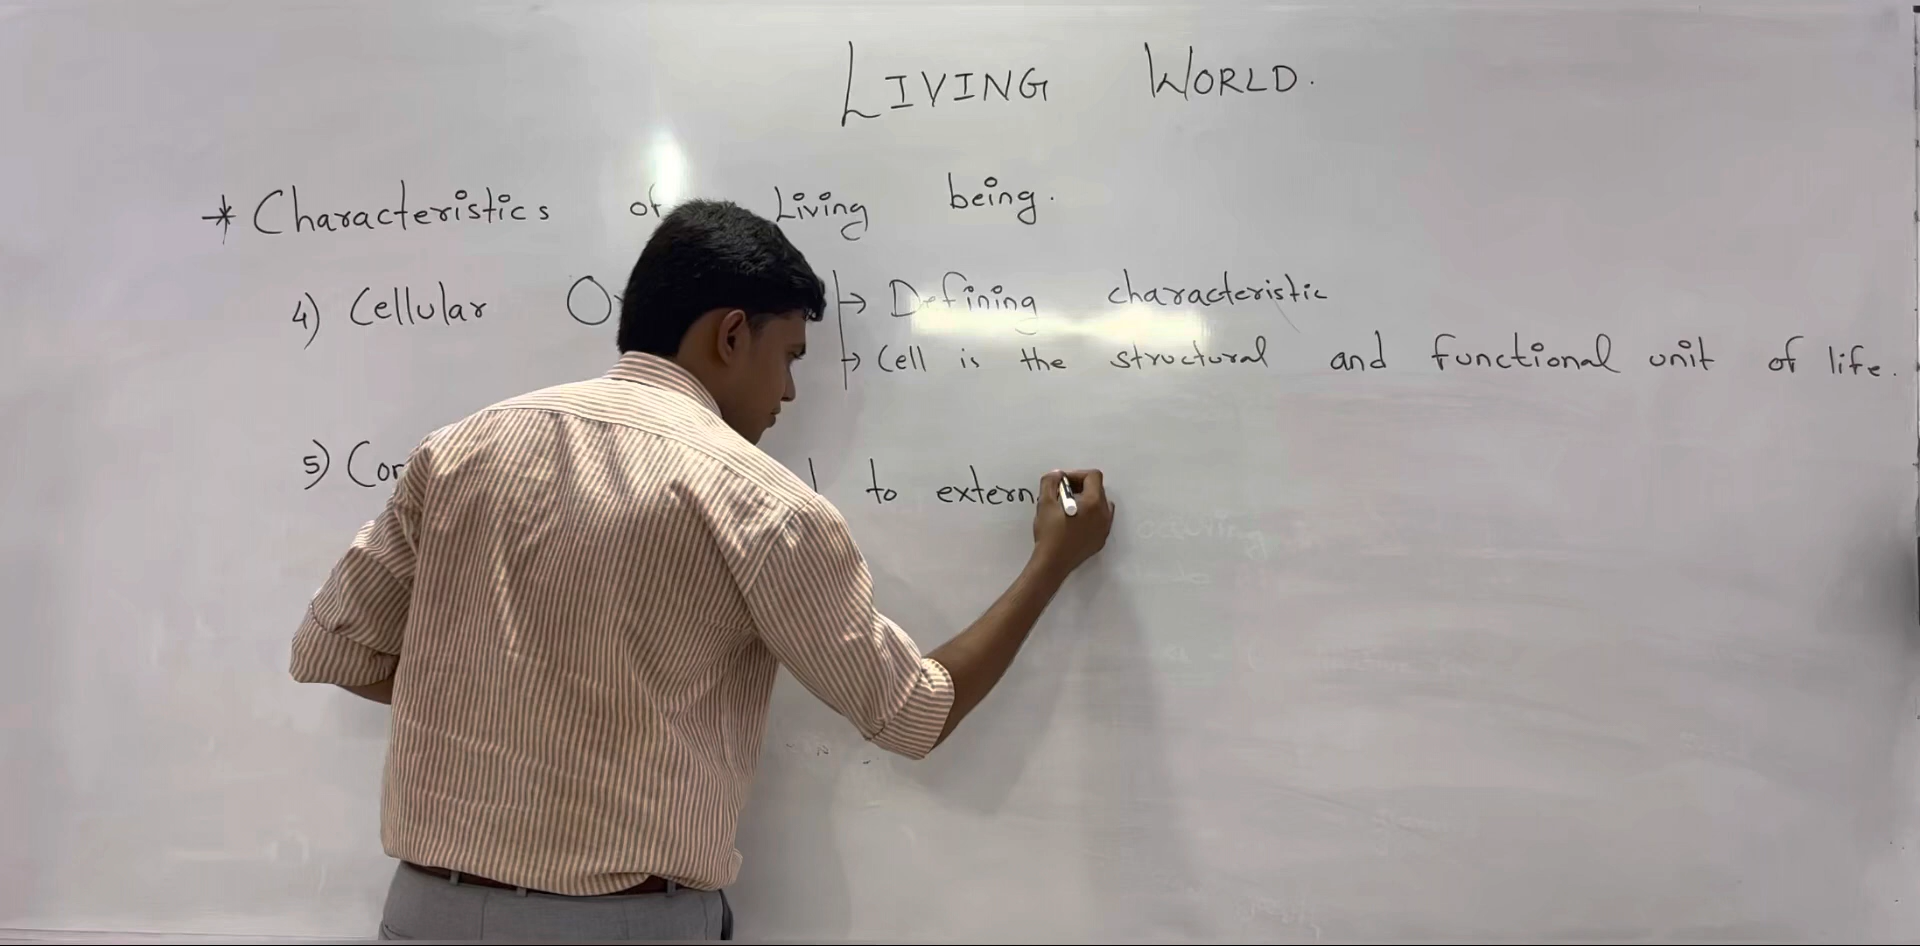 LIVING WORLD.
* Characteristics of Living being.
4) Cellular → Defining characteristic
→ Cell is the structural and functional unit of life.
5) to extern